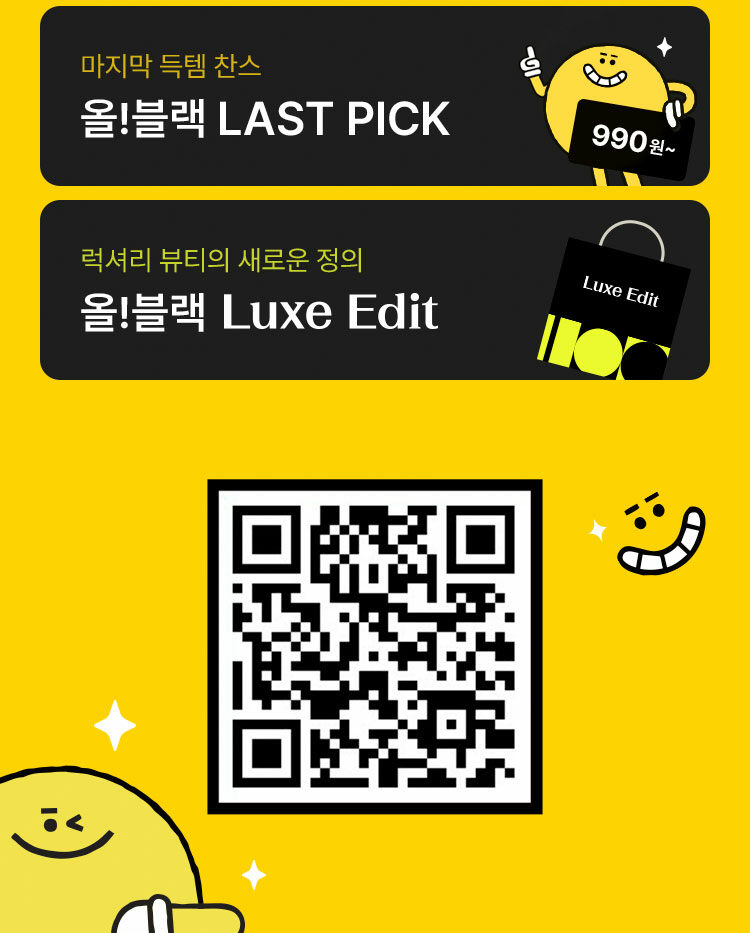 마지막 득템 찬스
올!블랙 LAST PICK
990원~
럭셔리 뷰티의 새로운 정의
올!블랙 Luxe Edit
Luxe Edit